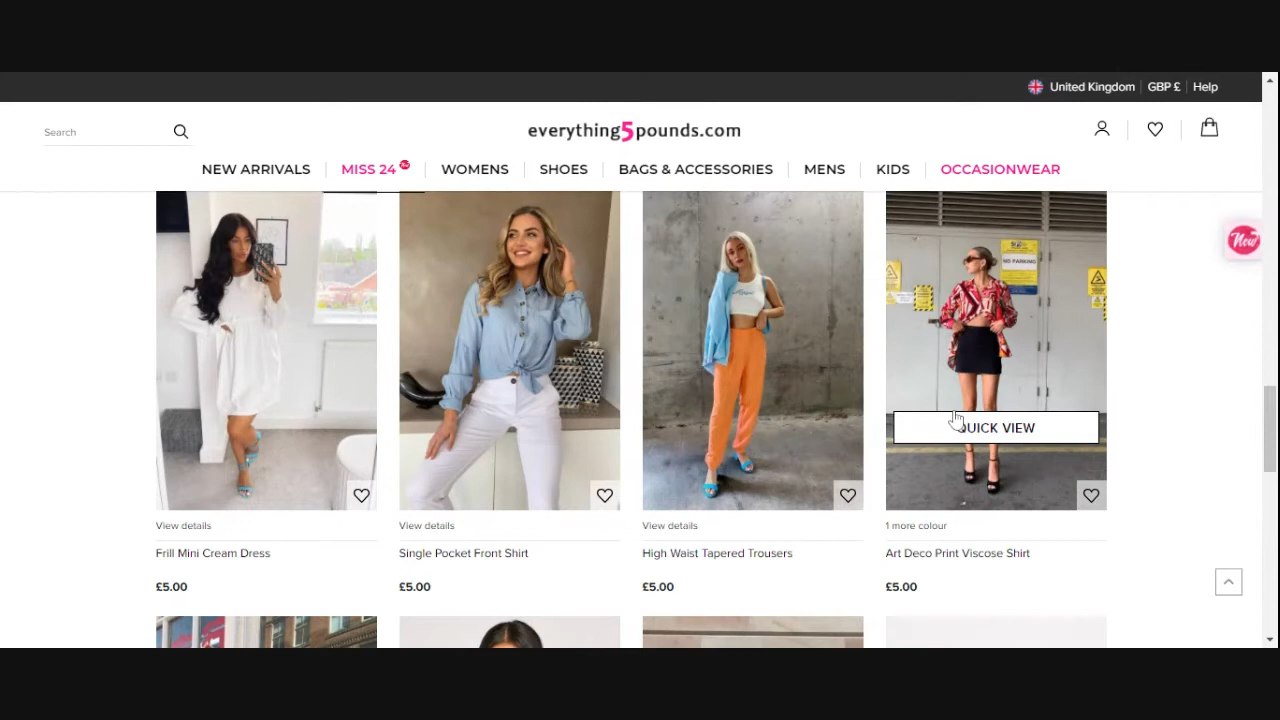 United Kingdom GBP £ Help
Search
everything5pounds.com
NEW ARRIVALS MISS 24 WOMENS SHOES BAGS & ACCESSORIES MENS KIDS OCCASIONWEAR
New
NO PARKING
QUICK VIEW
View details View details View details 1 more colour
Frill Mini Cream Dress Single Pocket Front Shirt High Waist Tapered Trousers Art Deco Print Viscose Shirt
£5.00 £5.00 £5.00 £5.00